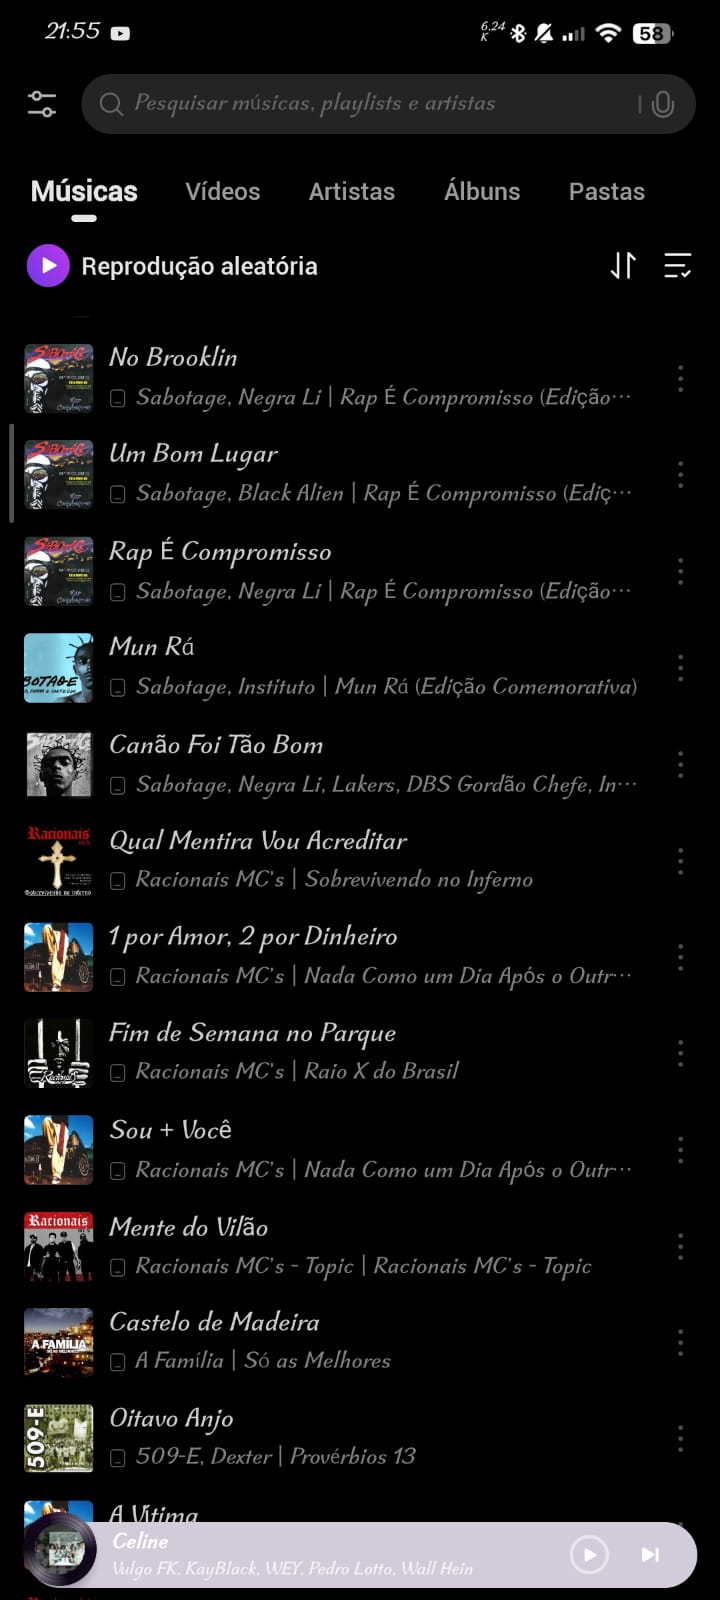 21:55
6.24
K
58
Pesquisar músicas, playlists e artistas
Músicas Vídeos Artistas Álbuns Pastas
Reprodução aleatória
No Brooklin
Sabotage, Negra Li | Rap É Compromisso (Edição···
Um Bom Lugar
Sabotage, Black Alien | Rap É Compromisso (Ediç···
Rap É Compromisso
Sabotage, Negra Li | Rap É Compromisso (Edição···
Mun Rá
Sabotage, Instituto | Mun Rá (Edição Comemorativa)
Canão Foi Tão Bom
Sabotage, Negra Li, Lakers, DBS Gordão Chefe, In···
Racionais
Sobrevivendo no Inferno
Qual Mentira Vou Acreditar
Racionais MC's | Sobrevivendo no Inferno
1 por Amor, 2 por Dinheiro
Racionais MC's | Nada Como um Dia Após o Outr···
Fim de Semana no Parque
Racionais MC's | Raio X do Brasil
Sou + Você
Racionais MC's | Nada Como um Dia Após o Outr···
Racionais
Mente do Vilão
Racionais MC's - Topic | Racionais MC's - Topic
A FAMÍLIA
Castelo de Madeira
A Família | Só as Melhores
509-E
Oitavo Anjo
509-E, Dexter | Provérbios 13
A Vítima
Celine
Vulgo FK, KayBlack, WEY, Pedro Lotto, Wall Hein